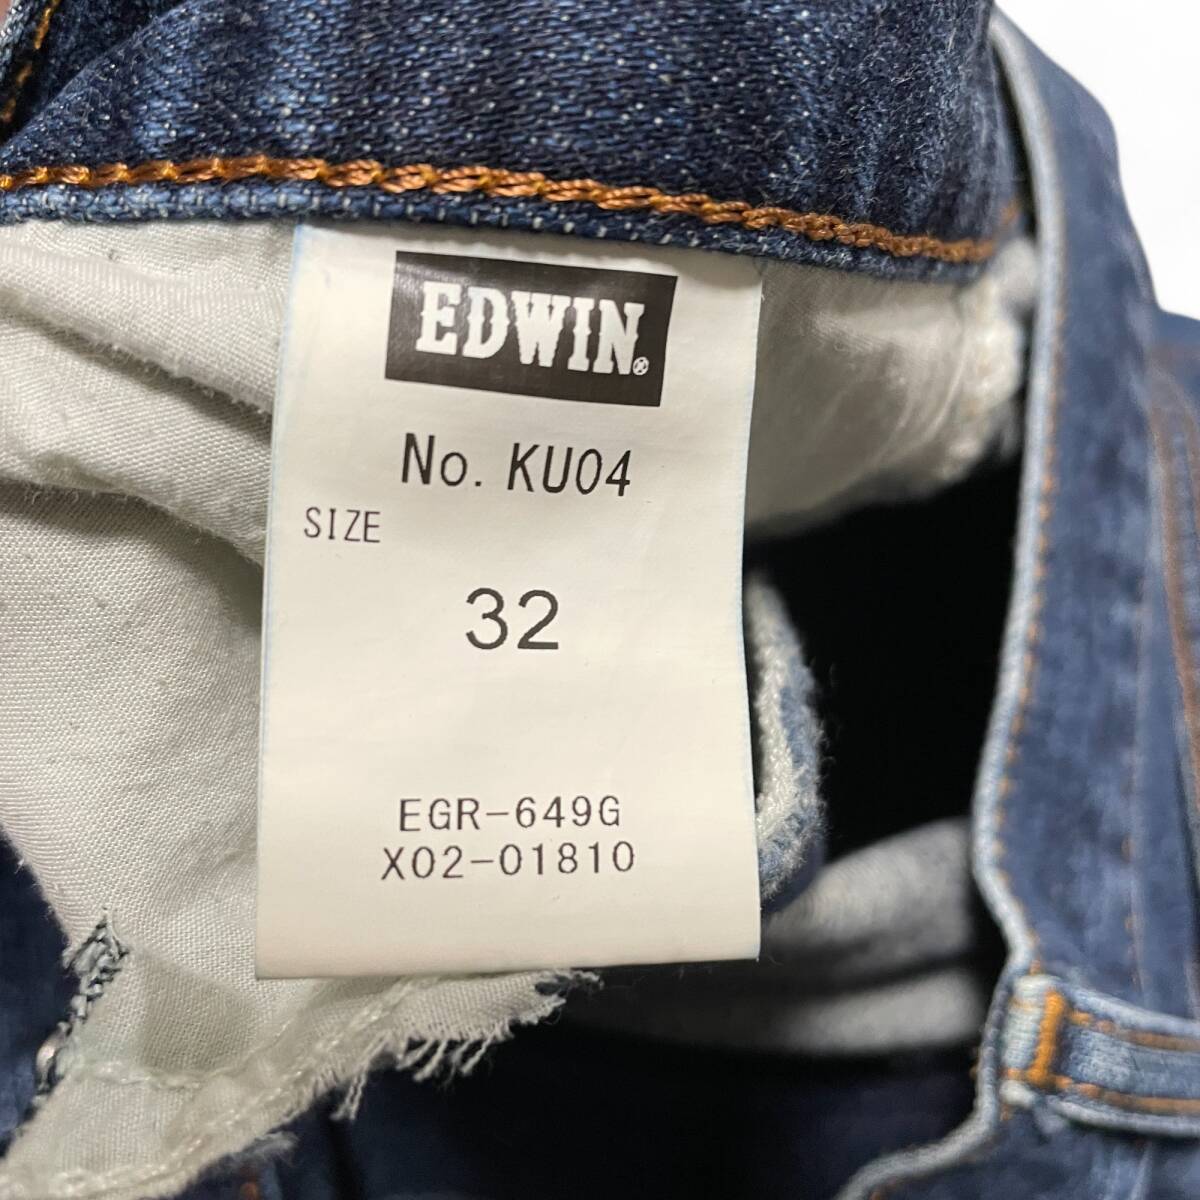 EDWIN®
No. KU04
SIZE
32
EGR-649G
X02-01810